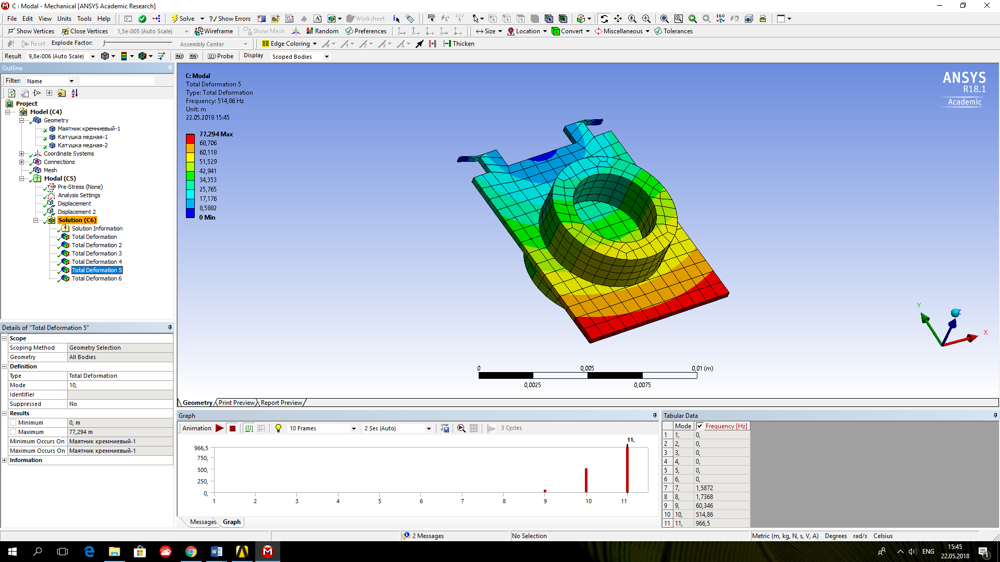 C : Modal - Mechanical [ANSYS Academic Research]
File Edit View Units Tools Help Solve ?/ Show Errors Worksheet
Show Vertices Close Vertices 1,5e-005 (Auto Scale) Wireframe Show Mesh Random Preferences Size Location Convert Miscellaneous Tolerances
Reset Explode Factor: Assembly Center Edge Coloring Thicken
Result 9,8e-006 (Auto Scale) MAX MIN Probe Display Scoped Bodies
Outline
Filter: Name
Project
Model (C4)
Geometry
Маятник кремниевый-1
Катушка медная-1
Катушка медная-2
Coordinate Systems
Connections
Mesh
Modal (C5)
Pre-Stress (None)
Analysis Settings
Displacement
Displacement 2
Solution (C6)
Solution Information
Total Deformation
Total Deformation 2
Total Deformation 3
Total Deformation 4
Total Deformation 5
Total Deformation 6
Details of "Total Deformation 5"
Scope
Scoping Method Geometry Selection
Geometry All Bodies
Definition
Type Total Deformation
Mode 10,
Identifier
Suppressed No
Results
Minimum 0, m
Maximum 77,294 m
Minimum Occurs On Маятник кремниевый-1
Maximum Occurs On Маятник кремниевый-1
Information
C: Modal
Total Deformation 5
Type: Total Deformation
Frequency: 514,86 Hz
Unit: m
22.05.2018 15:45
77,294 Max
68,706
60,118
51,529
42,941
34,353
25,765
17,176
8,5882
0 Min
ANSYS
R18.1
Academic
Y
Z
X
0 0,005 0,01 (m)
0,0025 0,0075
Geometry Print Preview Report Preview
Graph
Animation 10 Frames 2 Sec (Auto) 3 Cycles
11,
966,5
750,
500,
250,
0,
1 2 3 4 5 6 7 8 9 10 11
Messages Graph
Tabular Data
Mode Frequency [Hz]
1 1, 0,
2 2, 0,
3 3, 0,
4 4, 0,
5 5, 0,
6 6, 0,
7 7, 1,5872
8 8, 1,7368
9 9, 60,346
10 10, 514,86
11 11, 966,5
2 Messages No Selection Metric (m, kg, N, s, V, A) Degrees rad/s Celsius
ENG 15:45
22.05.2018
1